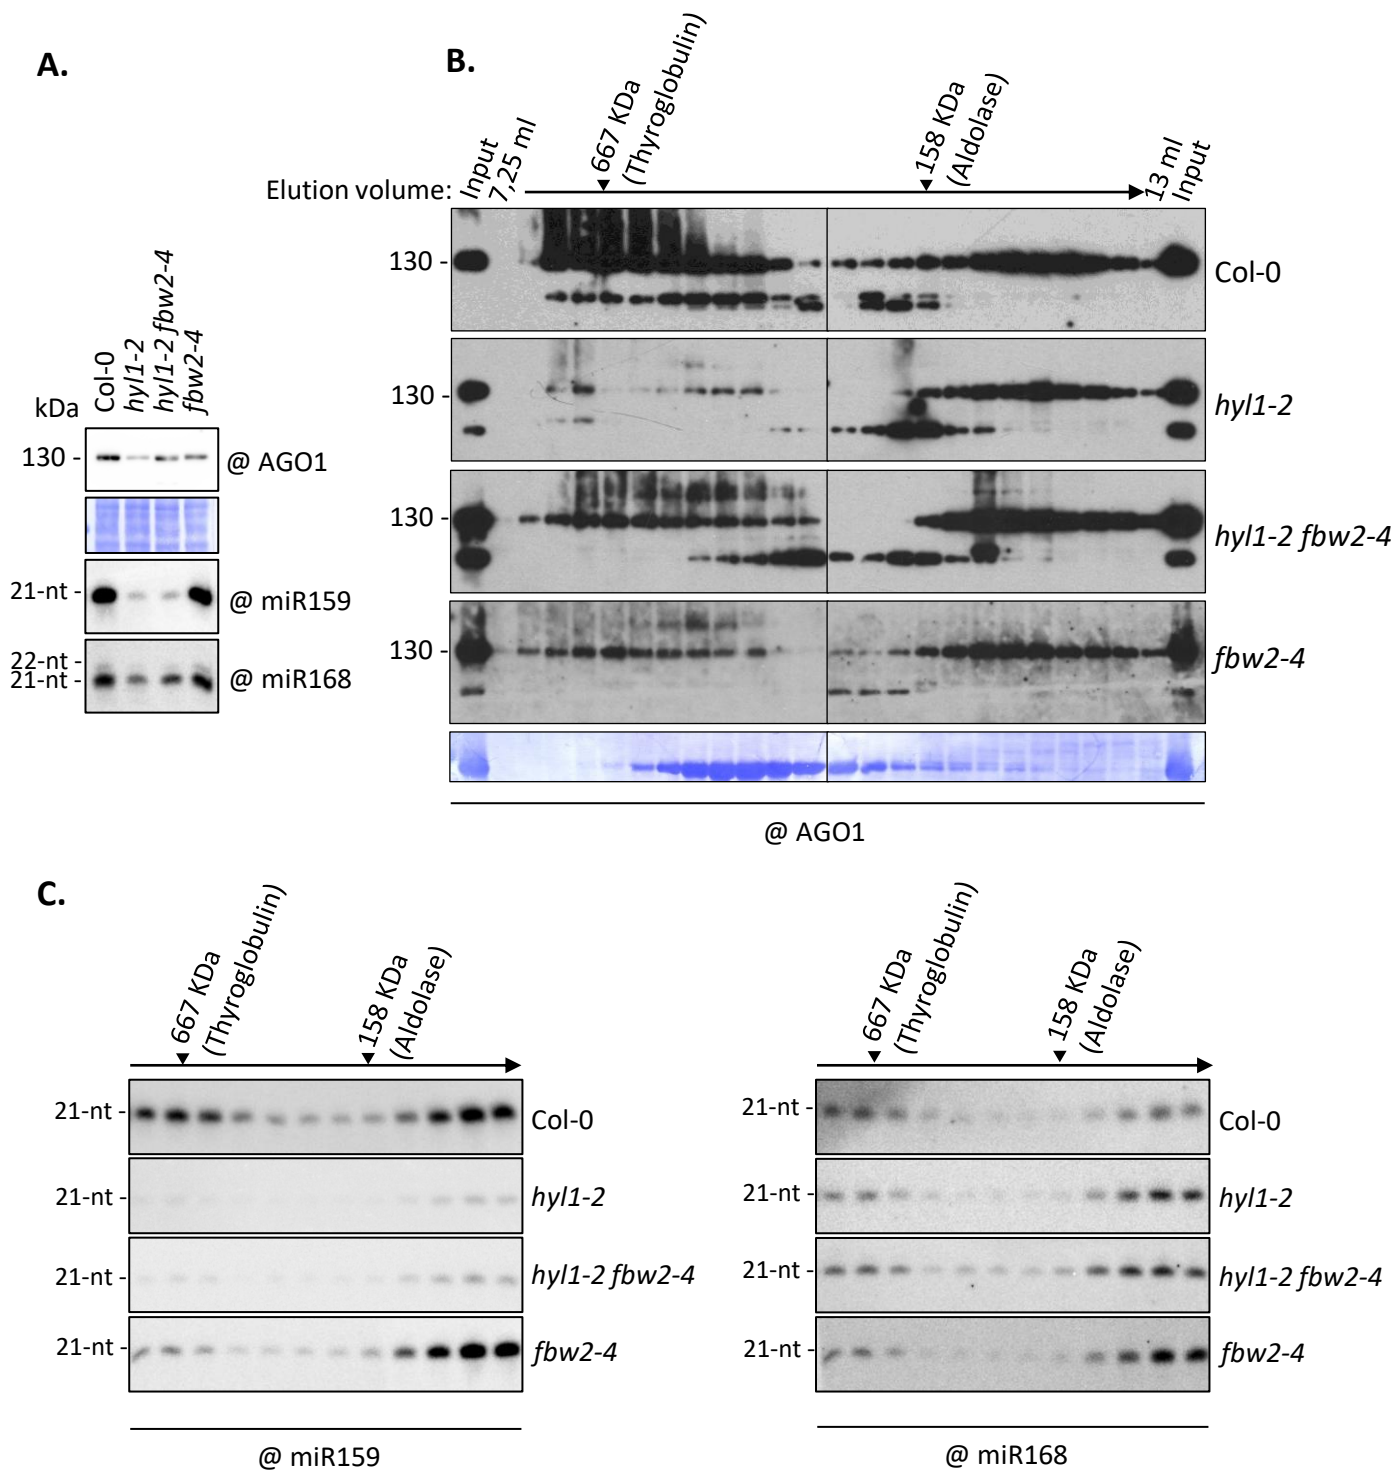 A.
kDa
Col-0
hyl1-2
hyl1-2 fbw2-4
fbw2-4
130 -
@ AGO1
21-nt -
@ miR159
22-nt -
21-nt -
@ miR168
B.
Elution volume:
Input
7,25 ml
667 KDa
(Thyroglobulin)
158 KDa
(Aldolase)
13 ml
Input
130 -
Col-0
130 -
hyl1-2
130 -
hyl1-2 fbw2-4
130 -
fbw2-4
@ AGO1
C.
667 KDa
(Thyroglobulin)
158 KDa
(Aldolase)
21-nt -
Col-0
21-nt -
hyl1-2
21-nt -
hyl1-2 fbw2-4
21-nt -
fbw2-4
@ miR159
667 KDa
(Thyroglobulin)
158 KDa
(Aldolase)
21-nt -
Col-0
21-nt -
hyl1-2
21-nt -
hyl1-2 fbw2-4
21-nt -
fbw2-4
@ miR168